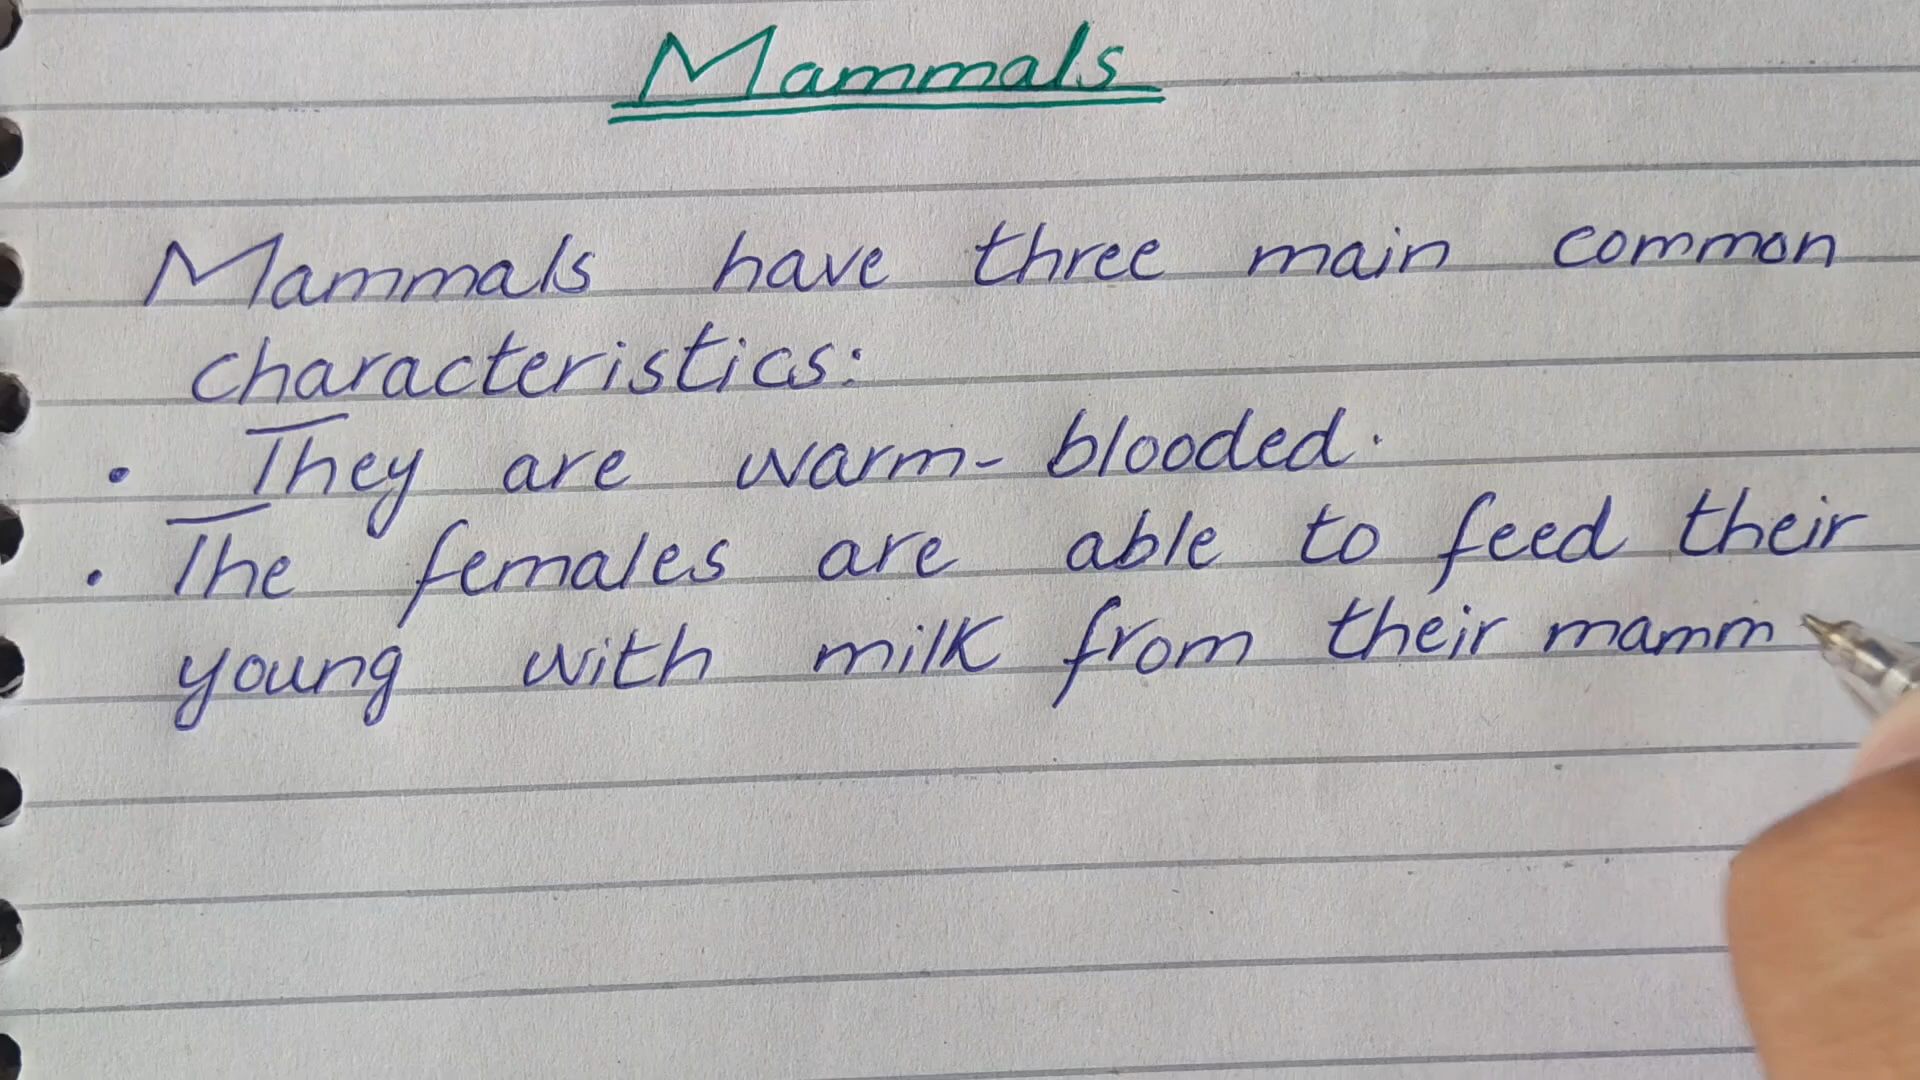 Mammals
Mammals have three main common
characteristics:
• They are warm-blooded.
• The females are able to feed their
young with milk from their mamm